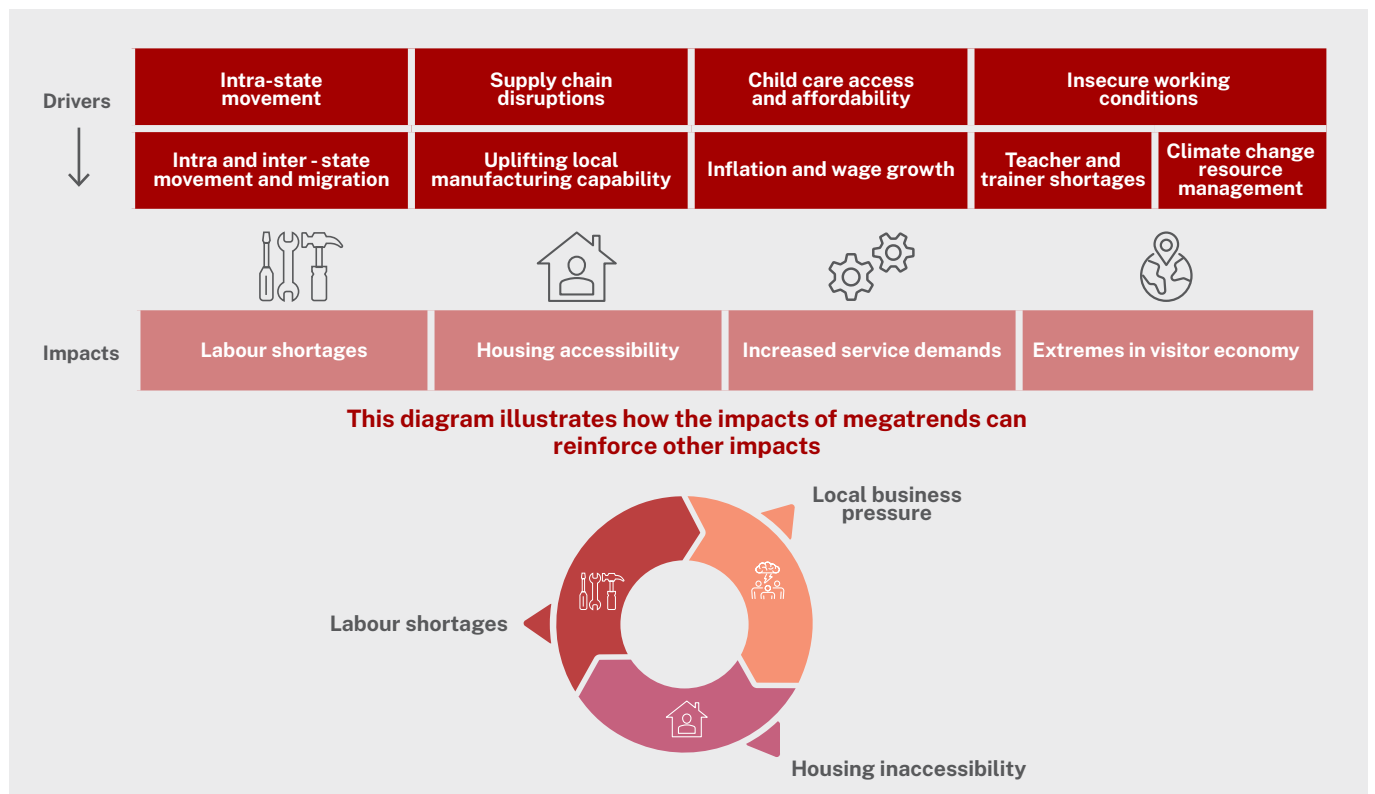 Drivers
Intra-state
movement
Supply chain
disruptions
Child care access
and affordability
Insecure working
conditions
Intra and inter - state
movement and migration
Uplifting local
manufacturing capability
Inflation and wage growth
Teacher and
trainer shortages
Climate change
resource
management
Impacts
Labour shortages
Housing accessibility
Increased service demands
Extremes in visitor economy
This diagram illustrates how the impacts of megatrends can
reinforce other impacts
Local business
pressure
Labour shortages
Housing inaccessibility